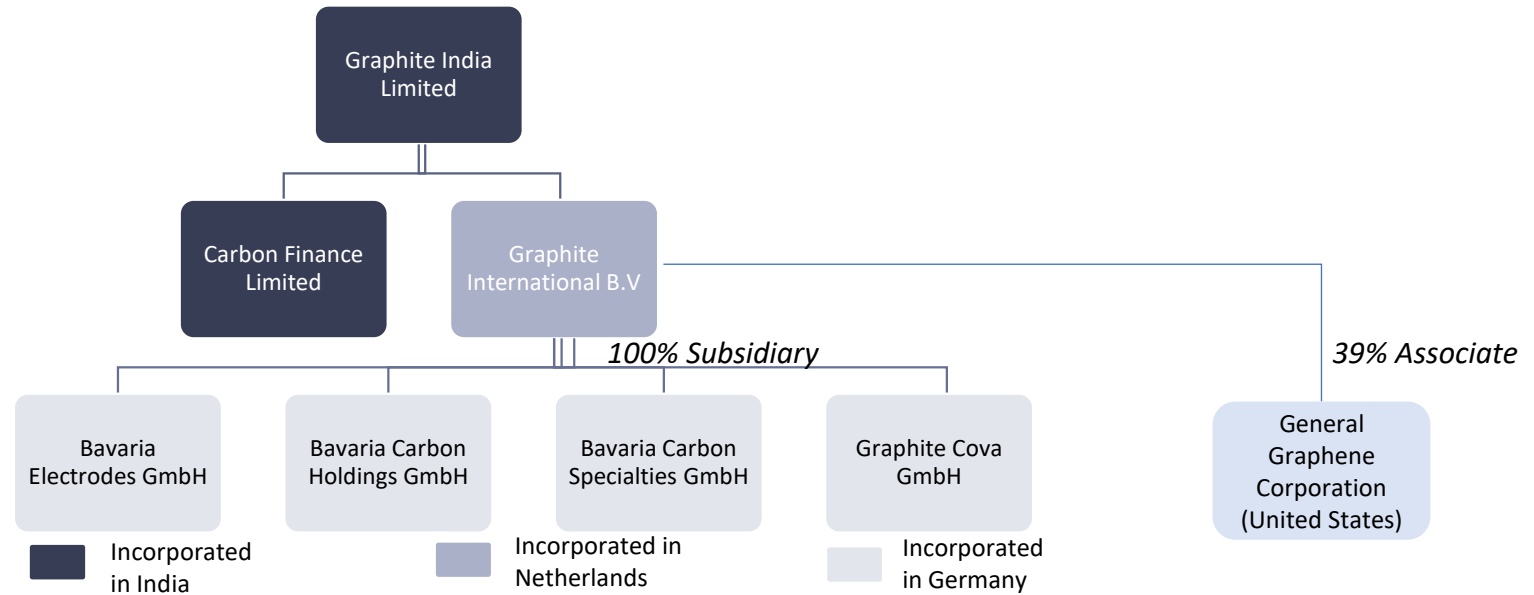 Graphite India
Limited
Carbon Finance
Limited
Graphite
International B.V
100% Subsidiary
39% Associate
Bavaria
Electrodes GmbH
Bavaria Carbon
Holdings GmbH
Bavaria Carbon
Specialties GmbH
Graphite Cova
GmbH
General
Graphene
Corporation
(United States)
Incorporated
in India
Incorporated in
Netherlands
Incorporated
in Germany